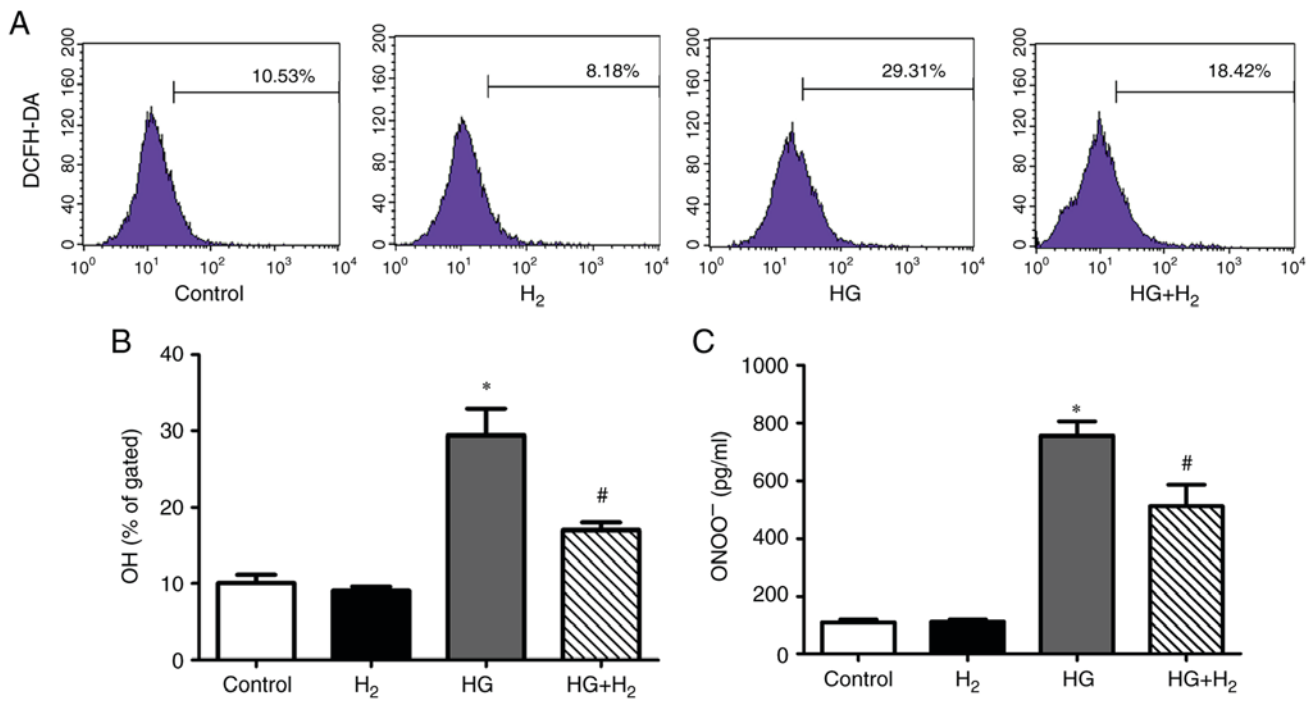 A
DCFH-DA
200
160
120
80
40
0
10.53%
10⁰ 10¹ 10² 10³ 10⁴
Control
200
160
120
80
40
0
8.18%
10⁰ 10¹ 10² 10³ 10⁴
H₂
200
160
120
80
40
0
29.31%
10⁰ 10¹ 10² 10³ 10⁴
HG
200
160
120
80
40
0
18.42%
10⁰ 10¹ 10² 10³ 10⁴
HG+H₂
B
OH (% of gated)
40
30
20
10
0
*
#
Control H₂ HG HG+H₂
C
ONOO⁻ (pg/ml)
1000
800
600
400
200
0
*
#
Control H₂ HG HG+H₂